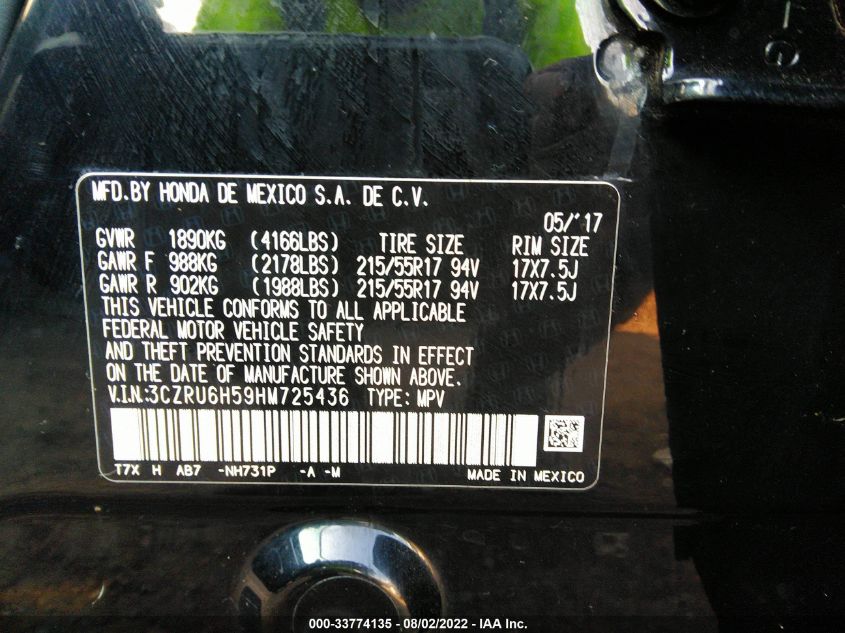 MFD.BY HONDA DE MEXICO S.A. DE C.V.
05/'17
GVWR 1890KG (4166LBS) TIRE SIZE RIM SIZE
GAWR F 988KG (2178LBS) 215/55R17 94V 17X7.5J
GAWR R 902KG (1988LBS) 215/55R17 94V 17X7.5J
THIS VEHICLE CONFORMS TO ALL APPLICABLE
FEDERAL MOTOR VEHICLE SAFETY
AND THEFT PREVENTION STANDARDS IN EFFECT
ON THE DATE OF MANUFACTURE SHOWN ABOVE.
V.I.N:3CZRU6H59HM725436 TYPE: MPV
T7X H AB7 -NH731P -A -M MADE IN MEXICO
000-33774135 - 08/02/2022 - IAA Inc.